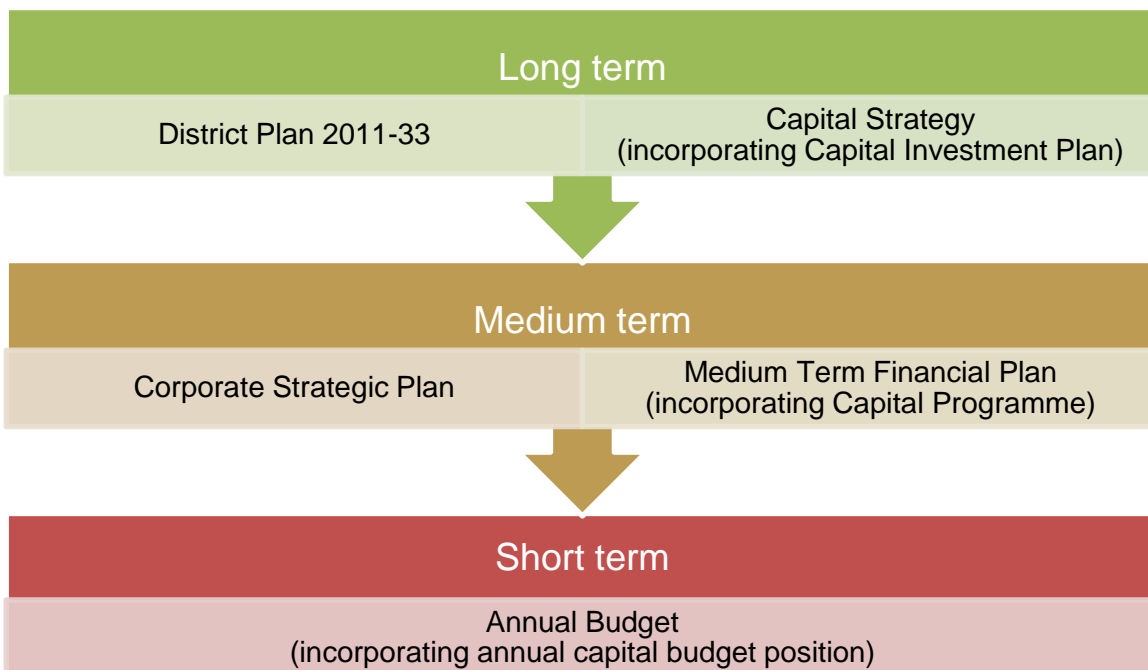 Long term
District Plan 2011-33
Capital Strategy
(incorporating Capital Investment Plan)
Medium term
Corporate Strategic Plan
Medium Term Financial Plan
(incorporating Capital Programme)
Short term
Annual Budget
(incorporating annual capital budget position)